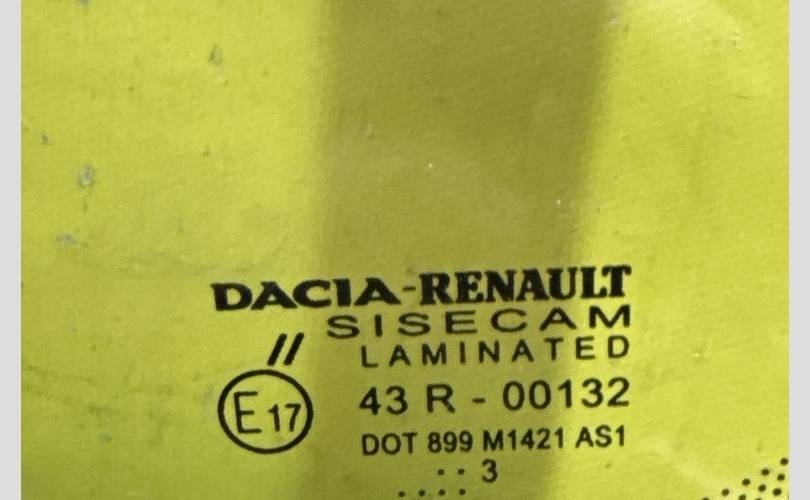 DACIA-RENAULT
SISECAM
// LAMINATED
E17 43 R - 00132
DOT 899 M1421 AS1
·· 3
....